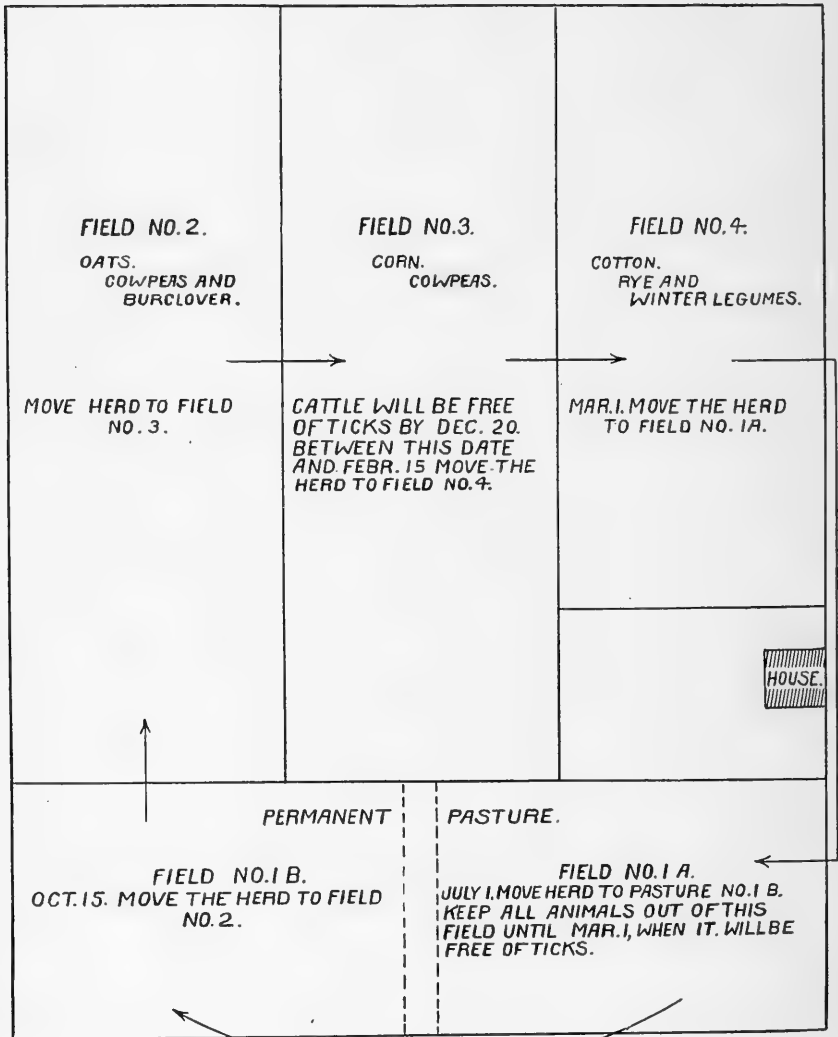 FIELD NO. 2.
OATS.
COWPEAS AND
BURCLOVER.
MOVE HERD TO FIELD
NO. 3.
FIELD NO. 3.
CORN.
COWPEAS.
CATTLE WILL BE FREE
OF TICKS BY DEC. 20.
BETWEEN THIS DATE
AND FEBR. 15 MOVE THE
HERD TO FIELD NO. 4.
FIELD NO. 4.
COTTON.
RYE AND
WINTER LEGUMES.
MAR. 1. MOVE THE HERD
TO FIELD NO. 1A.
HOUSE.
PERMANENT PASTURE.
FIELD NO. 1 B.
OCT. 15. MOVE THE HERD TO FIELD
NO. 2.
FIELD NO. 1 A.
JULY 1. MOVE HERD TO PASTURE NO. 1 B.
KEEP ALL ANIMALS OUT OF THIS
FIELD UNTIL MAR. 1, WHEN IT. WILL BE
FREE OF TICKS.